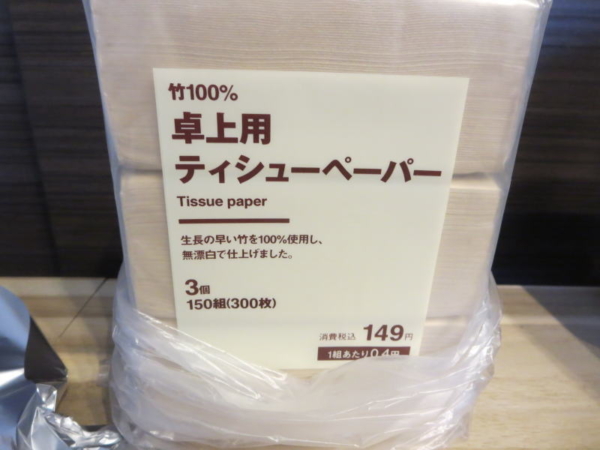 竹100%
卓上用
ティシューペーパー
Tissue paper
生長の早い竹を100%使用し、
無漂白で仕上げました。
3個
150組(300枚)
消費税込 149円
1組あたり0.4円